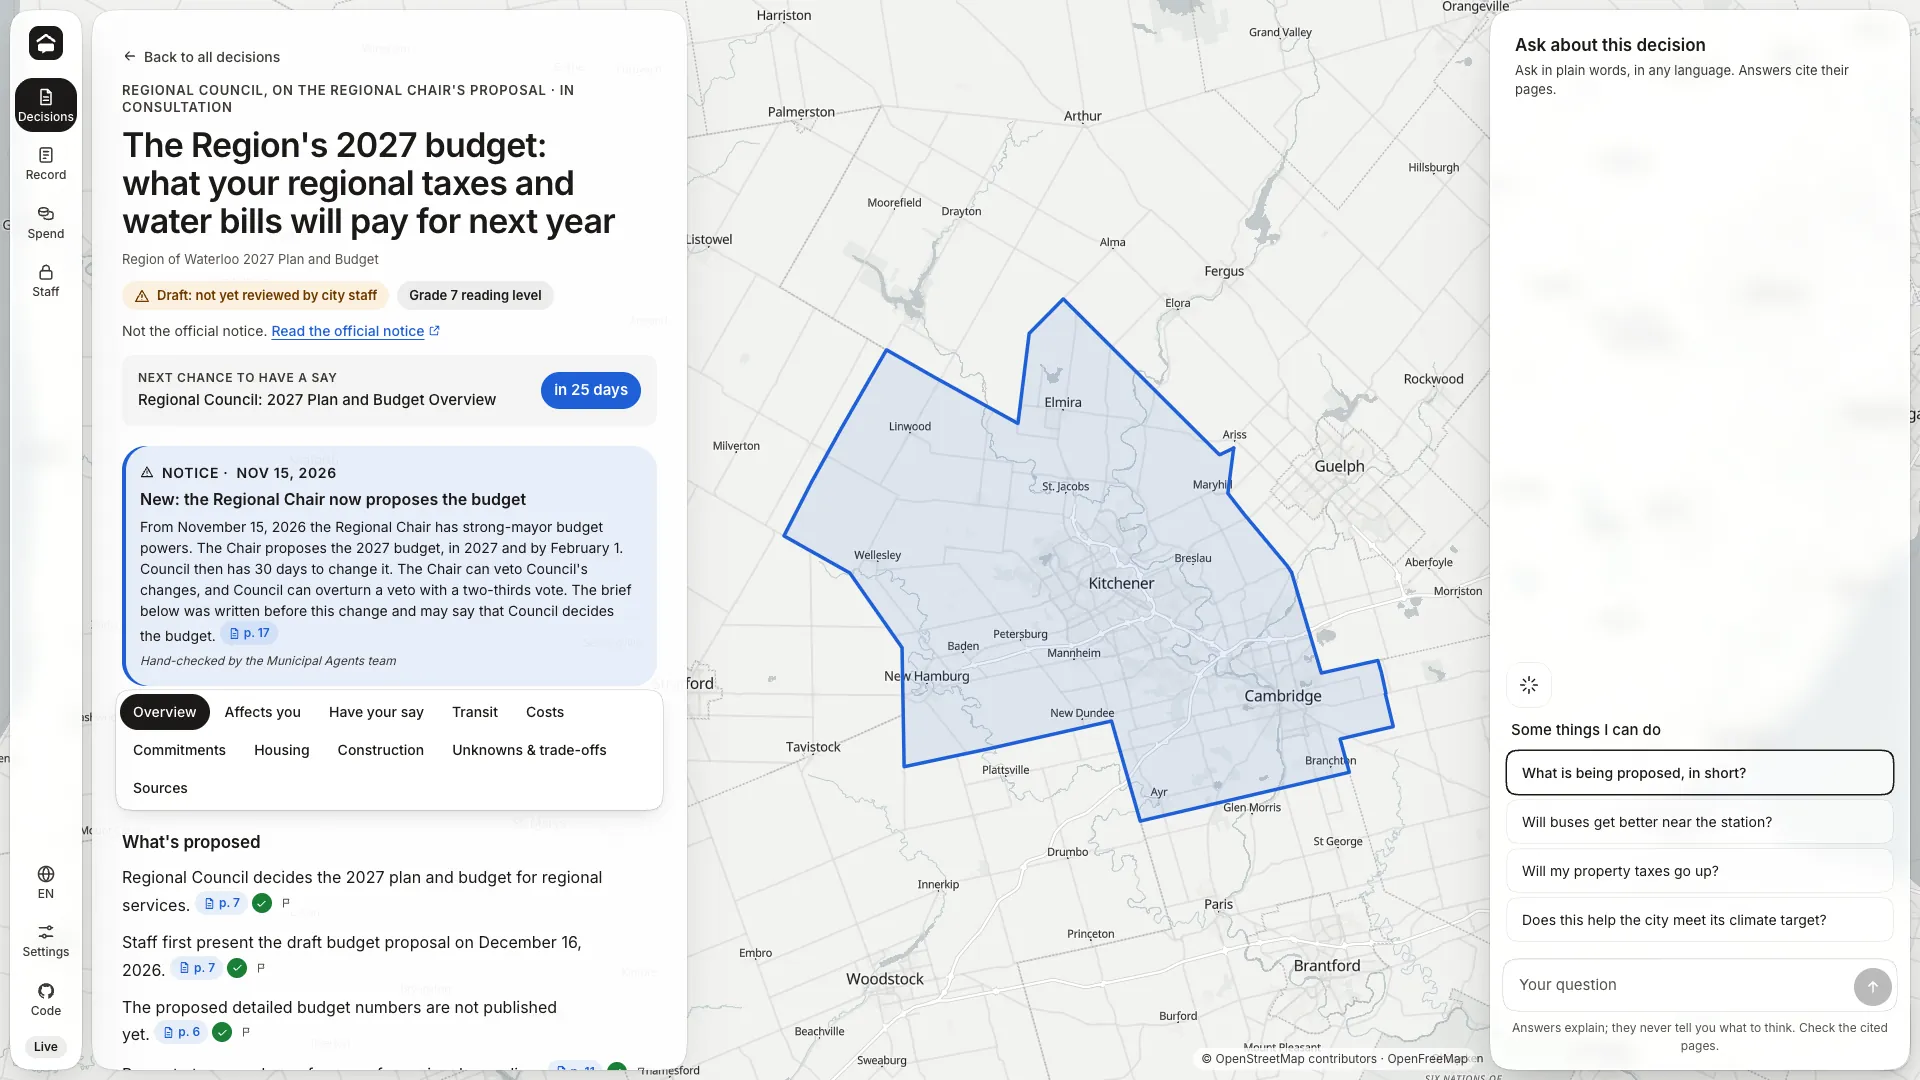 Decisions
Record
Spend
Staff
EN
Settings
Code
Live
Back to all decisions
REGIONAL COUNCIL, ON THE REGIONAL CHAIR'S PROPOSAL · IN
CONSULTATION
The Region's 2027 budget:
what your regional taxes and
water bills will pay for next year
Region of Waterloo 2027 Plan and Budget
Draft: not yet reviewed by city staff
Grade 7 reading level
Not the official notice. Read the official notice
NEXT CHANCE TO HAVE A SAY
Regional Council: 2027 Plan and Budget Overview
in 25 days
NOTICE · NOV 15, 2026
New: the Regional Chair now proposes the budget
From November 15, 2026 the Regional Chair has strong-mayor budget
powers. The Chair proposes the 2027 budget, in 2027 and by February 1.
Council then has 30 days to change it. The Chair can veto Council's
changes, and Council can overturn a veto with a two-thirds vote. The brief
below was written before this change and may say that Council decides
the budget. p. 17
Hand-checked by the Municipal Agents team
Overview Affects you Have your say Transit Costs
Commitments Housing Construction Unknowns & trade-offs
Sources
What's proposed
Regional Council decides the 2027 plan and budget for regional
services. p. 7
Staff first present the draft budget proposal on December 16,
2026. p. 7
The proposed detailed budget numbers are not published
yet. p. 6
Harriston
Orangeville
Grand Valley
Palmerston
Arthur
Hillsburgh
Moorefield
Drayton
Listowel
Alma
Fergus
Elora
Rockwood
Elmira
Linwood
Milverton
Ariss
Guelph
St. Jacobs
Maryhill
Wellesley
Breslau
Kitchener
Aberfoyle
Morriston
Petersburg
Baden
Mannheim
New Hamburg
ford
Cambridge
New Dundee
Tavistock
Plattsville
Branchton
Ayr
Glen Morris
St George
Drumbo
Innerkip
Paris
Princeton
Embro
Woodstock
Brantford
Burford
Beachville
Mount Pleasant
Sweaburg
Thamesford
SIX NATIONS OF
© OpenStreetMap contributors · OpenFreeMap
Ask about this decision
Ask in plain words, in any language. Answers cite their
pages.
Some things I can do
What is being proposed, in short?
Will buses get better near the station?
Will my property taxes go up?
Does this help the city meet its climate target?
Your question
Answers explain; they never tell you what to think. Check the cited
pages.